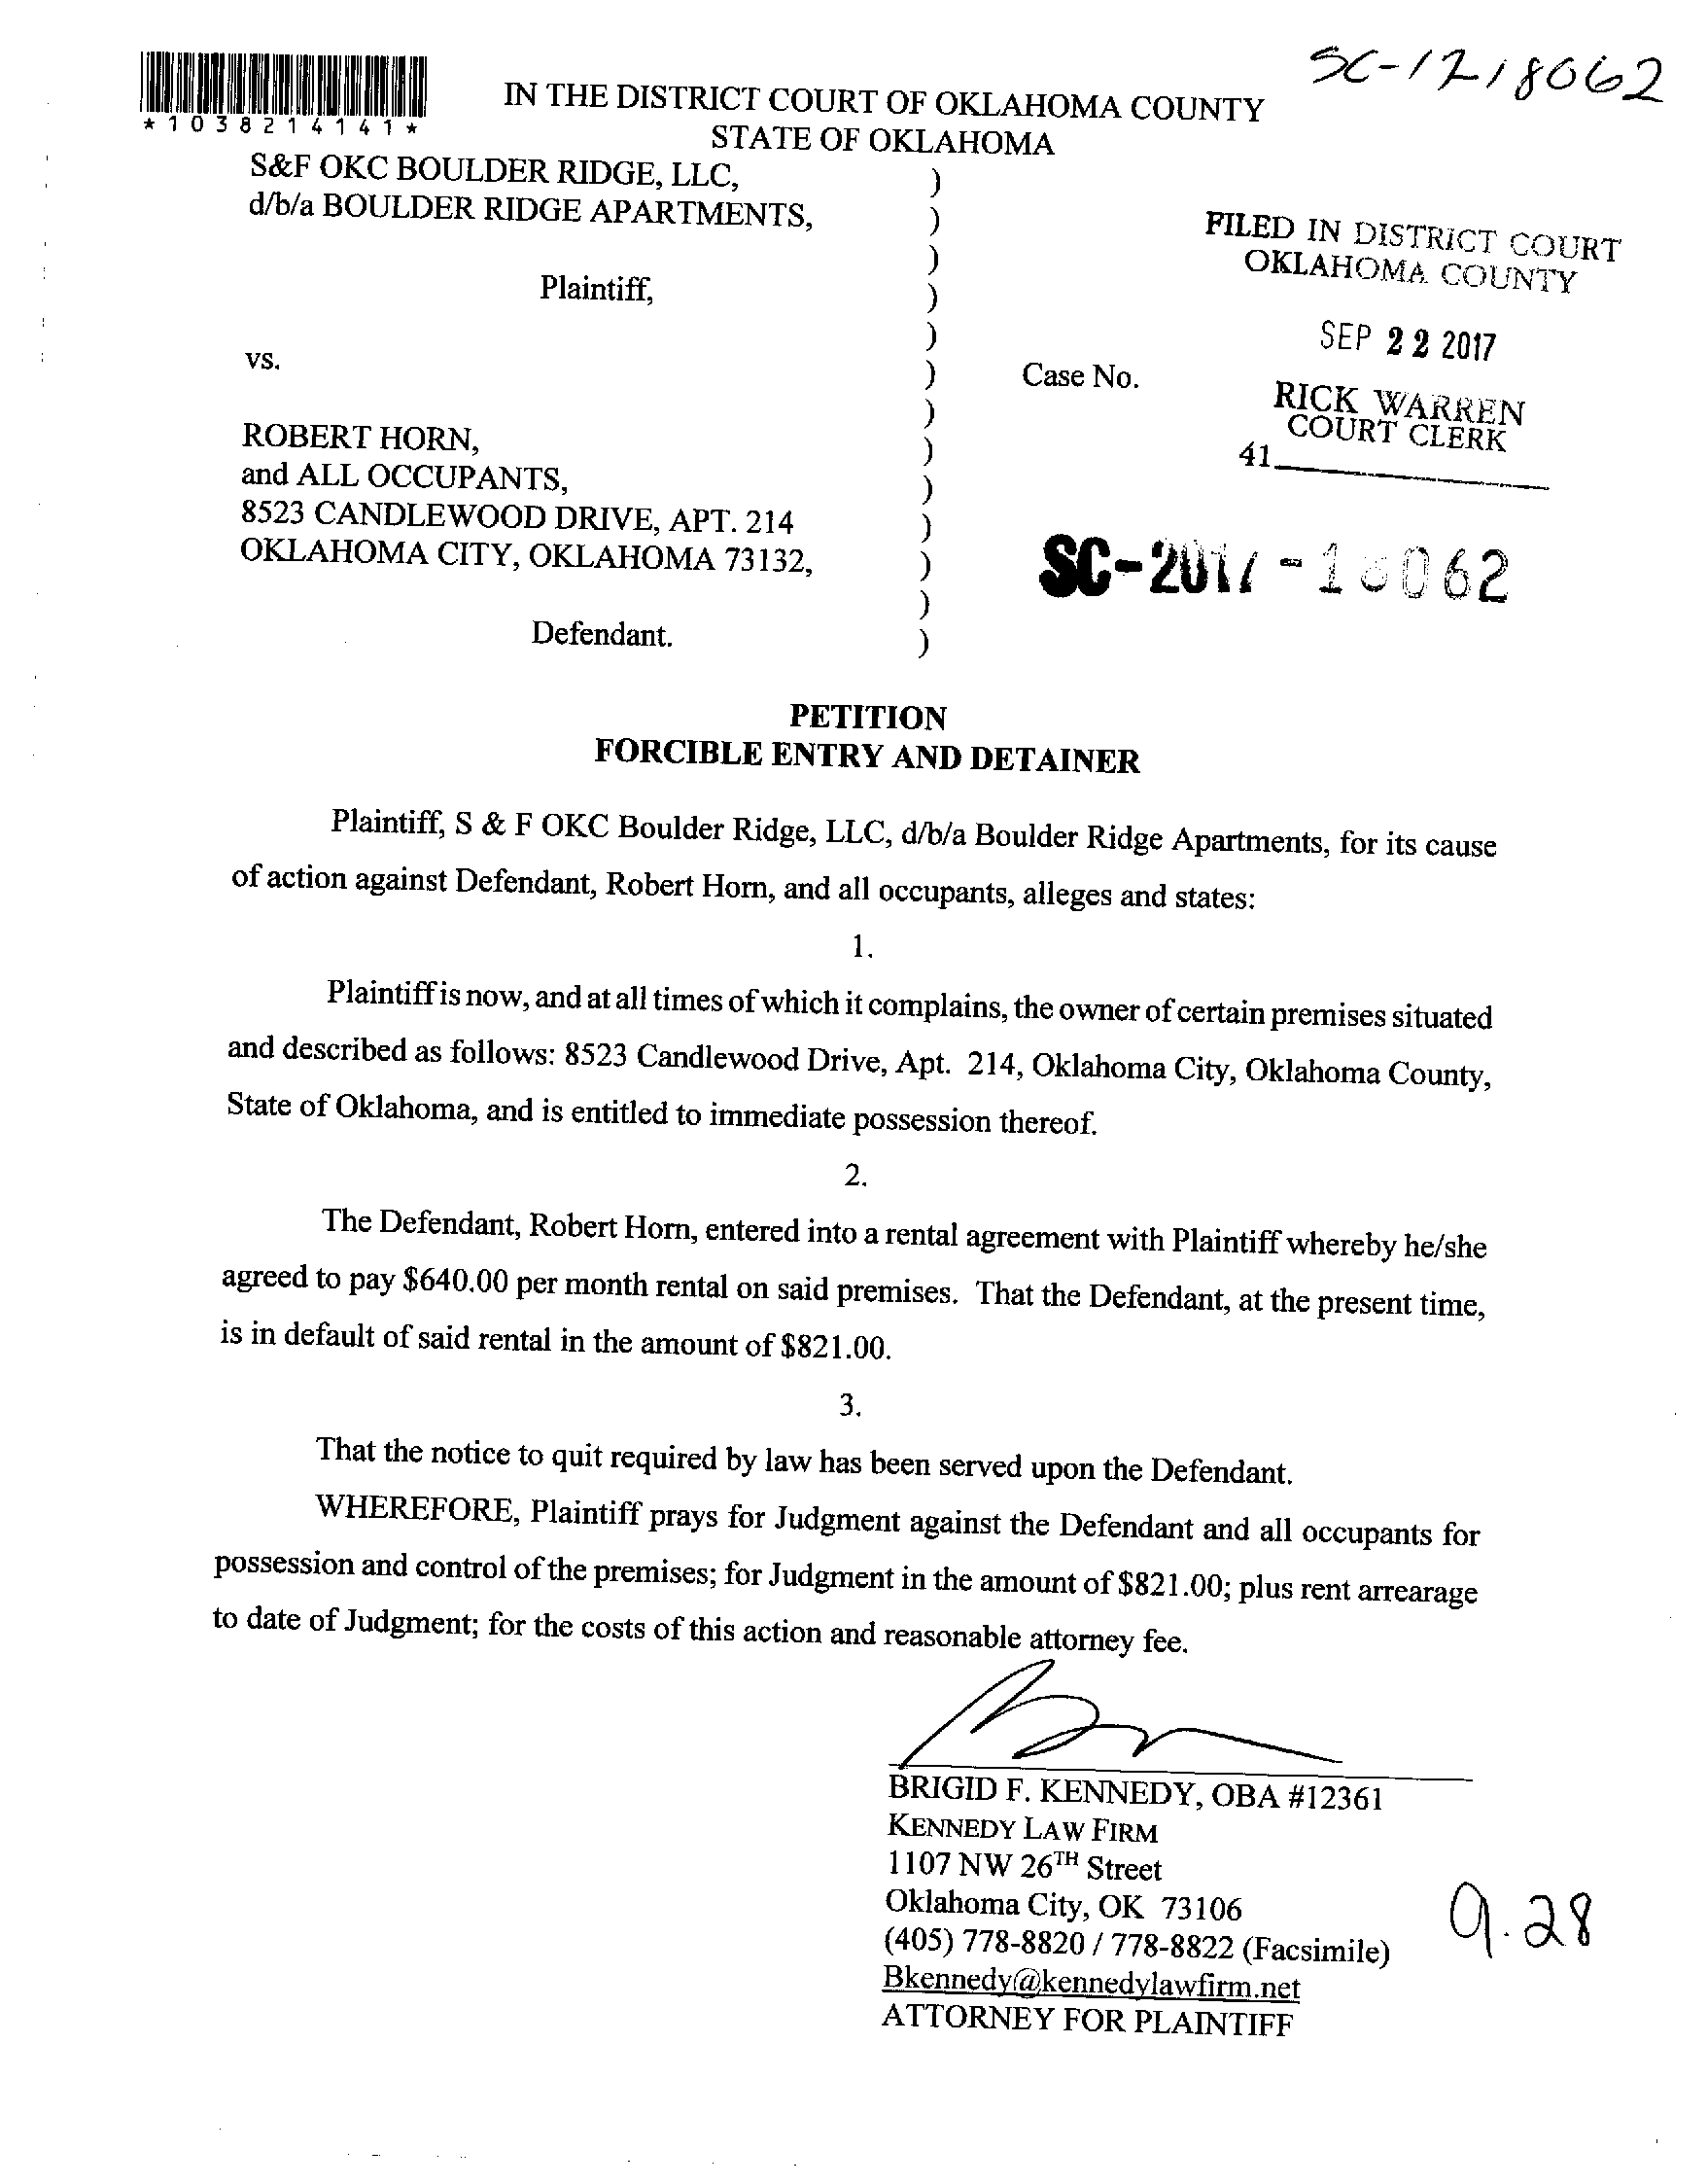 SC-1718062
*1038214141*
IN THE DISTRICT COURT OF OKLAHOMA COUNTY
STATE OF OKLAHOMA
S&F OKC BOULDER RIDGE, LLC, )
d/b/a BOULDER RIDGE APARTMENTS, )
)
Plaintiff, )
)
vs. )
)
ROBERT HORN, )
and ALL OCCUPANTS, )
8523 CANDLEWOOD DRIVE, APT. 214 )
OKLAHOMA CITY, OKLAHOMA 73132, )
)
Defendant. )
FILED IN DISTRICT COURT
OKLAHOMA COUNTY
SEP 22 2017
Case No.
RICK WARREN
COURT CLERK
41
SC-2017-18062
PETITION
FORCIBLE ENTRY AND DETAINER
Plaintiff, S & F OKC Boulder Ridge, LLC, d/b/a Boulder Ridge Apartments, for its cause
of action against Defendant, Robert Horn, and all occupants, alleges and states:
1.
Plaintiff is now, and at all times of which it complains, the owner of certain premises situated
and described as follows: 8523 Candlewood Drive, Apt. 214, Oklahoma City, Oklahoma County,
State of Oklahoma, and is entitled to immediate possession thereof.
2.
The Defendant, Robert Horn, entered into a rental agreement with Plaintiff whereby he/she
agreed to pay $640.00 per month rental on said premises. That the Defendant, at the present time,
is in default of said rental in the amount of $821.00.
3.
That the notice to quit required by law has been served upon the Defendant.
WHEREFORE, Plaintiff prays for Judgment against the Defendant and all occupants for
possession and control of the premises; for Judgment in the amount of $821.00; plus rent arrearage
to date of Judgment; for the costs of this action and reasonable attorney fee.
BRIGID F. KENNEDY, OBA #12361
KENNEDY LAW FIRM
1107 NW 26TH Street
Oklahoma City, OK 73106
(405) 778-8820 / 778-8822 (Facsimile)
Bkennedy@kennedylawfirm.net
ATTORNEY FOR PLAINTIFF
9.28